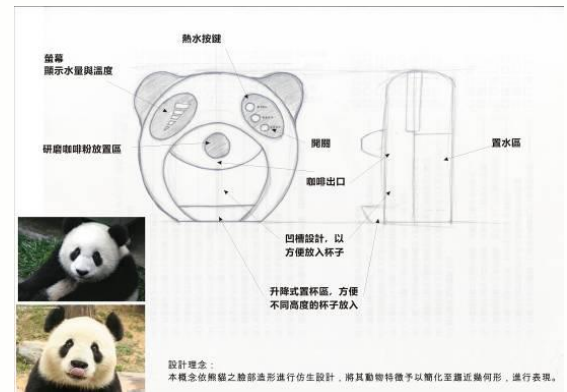 熱水按鍵
螢幕
顯示水量與溫度
研磨咖啡粉放置區
開關
咖啡出口
置水區
凹槽設計，以
方便放入杯子
升降式置杯區，方便
不同高度的杯子放入
設計理念：
本概念依熊貓之臉部造形進行仿生設計，將其動物特徵予以簡化至趨近幾何形，進行表現。